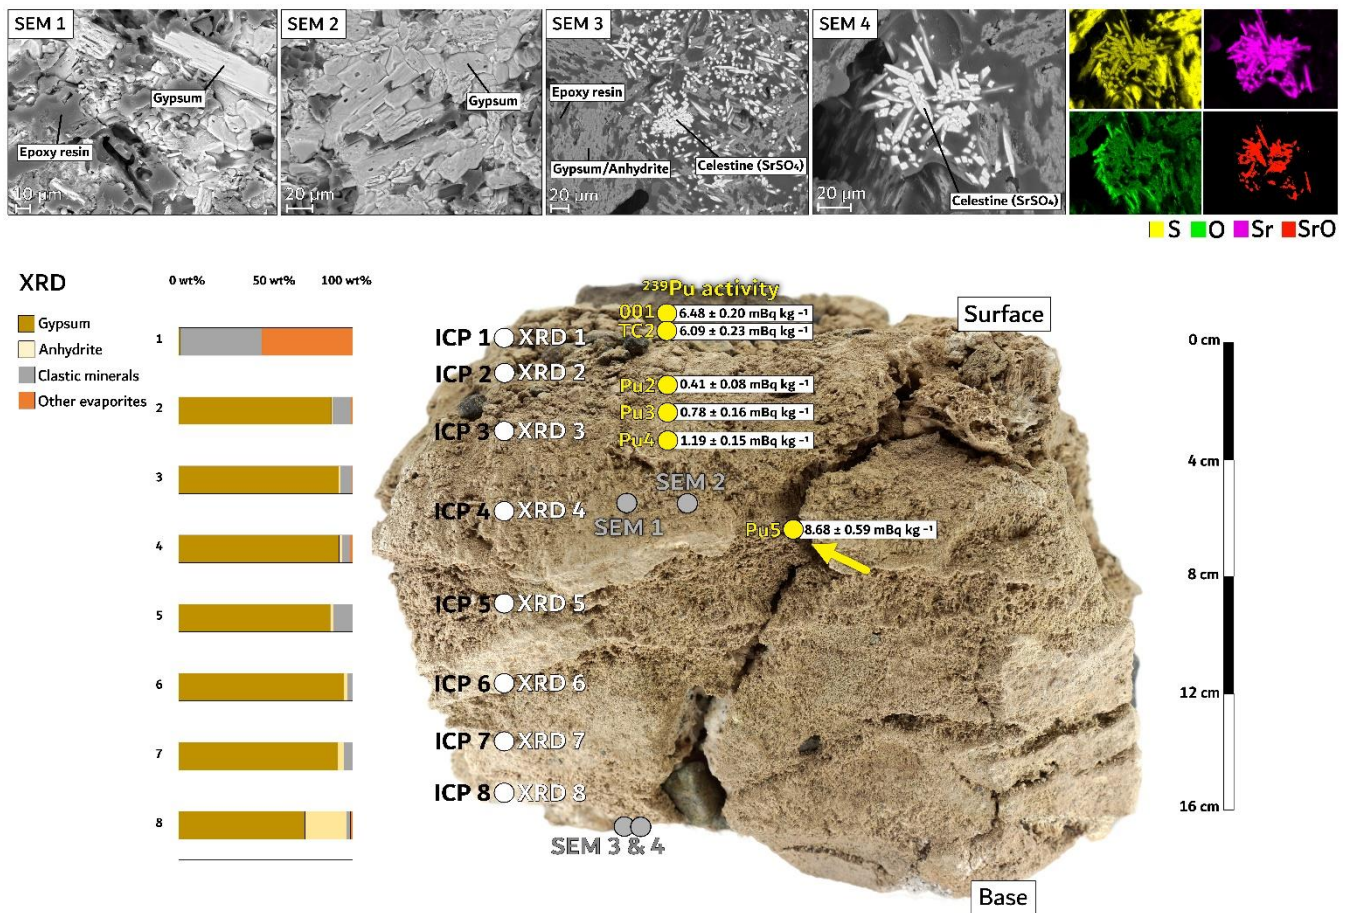 SEM 1
Gypsum
Epoxy resin
10 µm
SEM 2
Gypsum
20 µm
SEM 3
Epoxy resin
Gypsum/Anhydrite
Celestine (SrSO₄)
20 µm
SEM 4
Celestine (SrSO₄)
20 µm
S O Sr SrO
XRD
0 wt% 50 wt% 100 wt%
Gypsum
Anhydrite
Clastic minerals
Other evaporites
1
2
3
4
5
6
7
8
²³⁹Pu activity
001 6.48 ± 0.20 mBq kg ⁻¹
TC2 6.09 ± 0.23 mBq kg ⁻¹
Pu2 0.41 ± 0.08 mBq kg ⁻¹
Pu3 0.78 ± 0.16 mBq kg ⁻¹
Pu4 1.19 ± 0.15 mBq kg ⁻¹
Pu5 8.68 ± 0.59 mBq kg ⁻¹
ICP 1 XRD 1
ICP 2 XRD 2
ICP 3 XRD 3
ICP 4 XRD 4
ICP 5 XRD 5
ICP 6 XRD 6
ICP 7 XRD 7
ICP 8 XRD 8
SEM 2
SEM 1
SEM 3 & 4
Surface
Base
0 cm
4 cm
8 cm
12 cm
16 cm